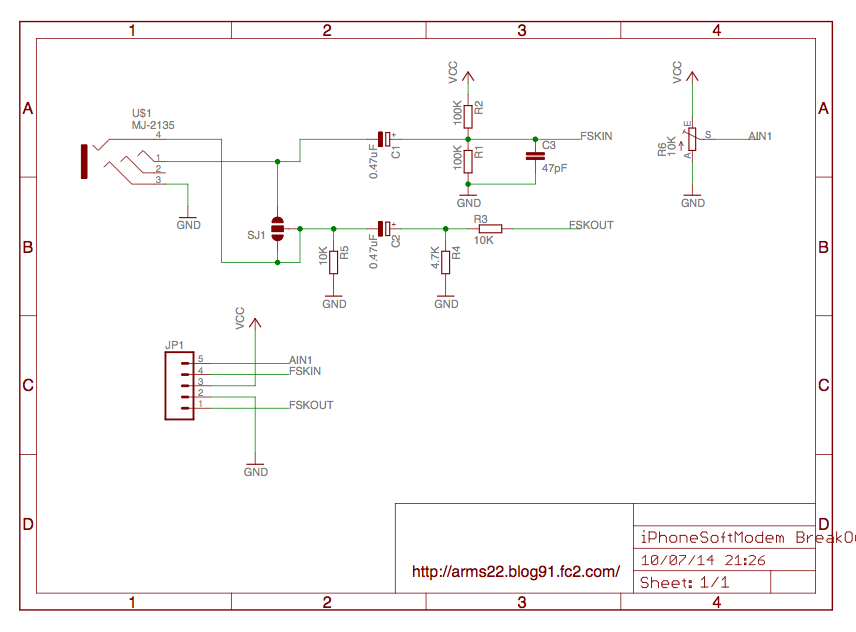 1 2 3 4
A
B
C
D
A
B
C
D
U$1
MJ-2135
4
1
2
3
GND
SJ1
VCC
100K
R2
100K
R1
GND
0.47uF
C1
+
C3
47pF
FSKIN
VCC
R6
10K
E
S
A
AIN1
GND
10K
R5
GND
0.47uF
C2
+
4.7K
R4
GND
R3
10K
FSKOUT
VCC
JP1
5
4
3
2
1
AIN1
FSKIN
FSKOUT
GND
http://arms22.blog91.fc2.com/
iPhoneSoftModem BreakOu
10/07/14 21:26
Sheet: 1/1
1 2 3 4